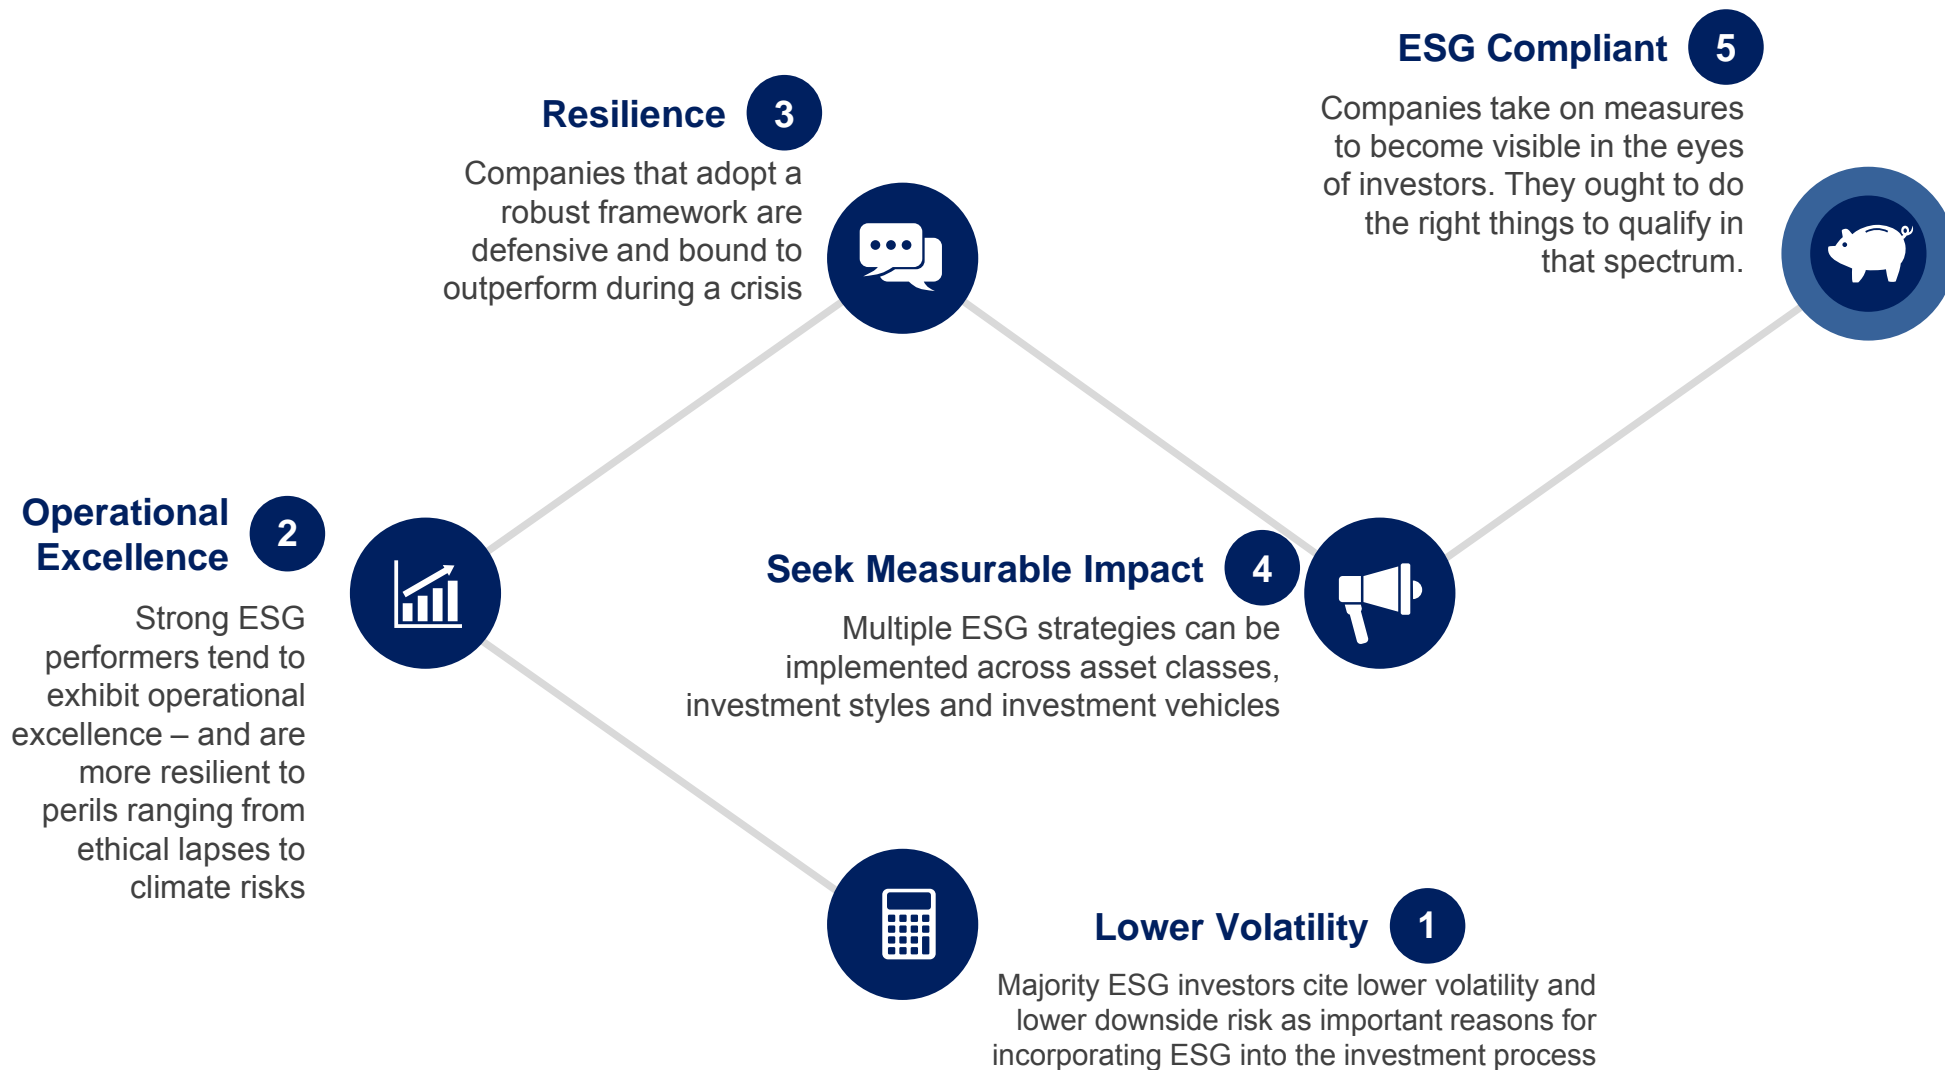 ESG Compliant 5
Companies take on measures
to become visible in the eyes
of investors. They ought to do
the right things to qualify in
that spectrum.
Resilience 3
Companies that adopt a
robust framework are
defensive and bound to
outperform during a crisis
Operational
Excellence
2
Strong ESG
performers tend to
exhibit operational
excellence – and are
more resilient to
perils ranging from
ethical lapses to
climate risks
Seek Measurable Impact 4
Multiple ESG strategies can be
implemented across asset classes,
investment styles and investment vehicles
Lower Volatility 1
Majority ESG investors cite lower volatility and
lower downside risk as important reasons for
incorporating ESG into the investment process